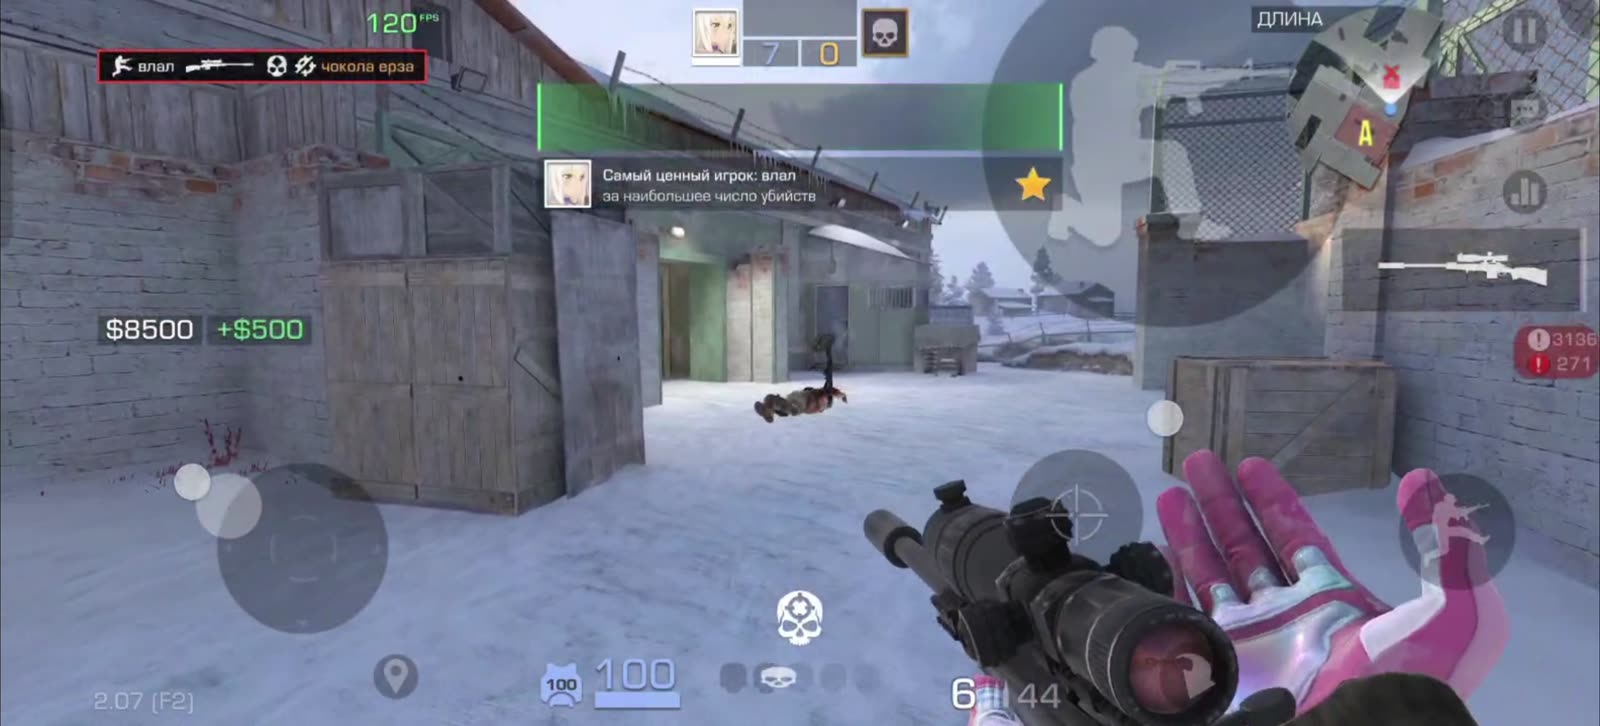 120 FPS
7 0
ДЛИНА
влал чокола ерза
A
Самый ценный игрок: влал
за наибольшее число убийств
$8500 +$500
3136
271
100 100
6 44
2.07 (F2)